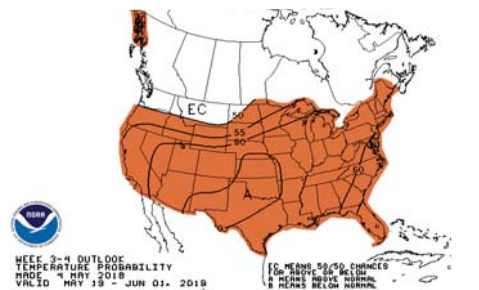 EC
50
55
60
60
A
NOAA
WEEK 3-4 OUTLOOK
TEMPERATURE PROBABILITY
MADE 4 MAY 2018
VALID MAY 19 - JUN 01, 2018
EC MEANS 50/50 CHANCES
FOR ABOVE OR BELOW
A MEANS ABOVE NORMAL
B MEANS BELOW NORMAL